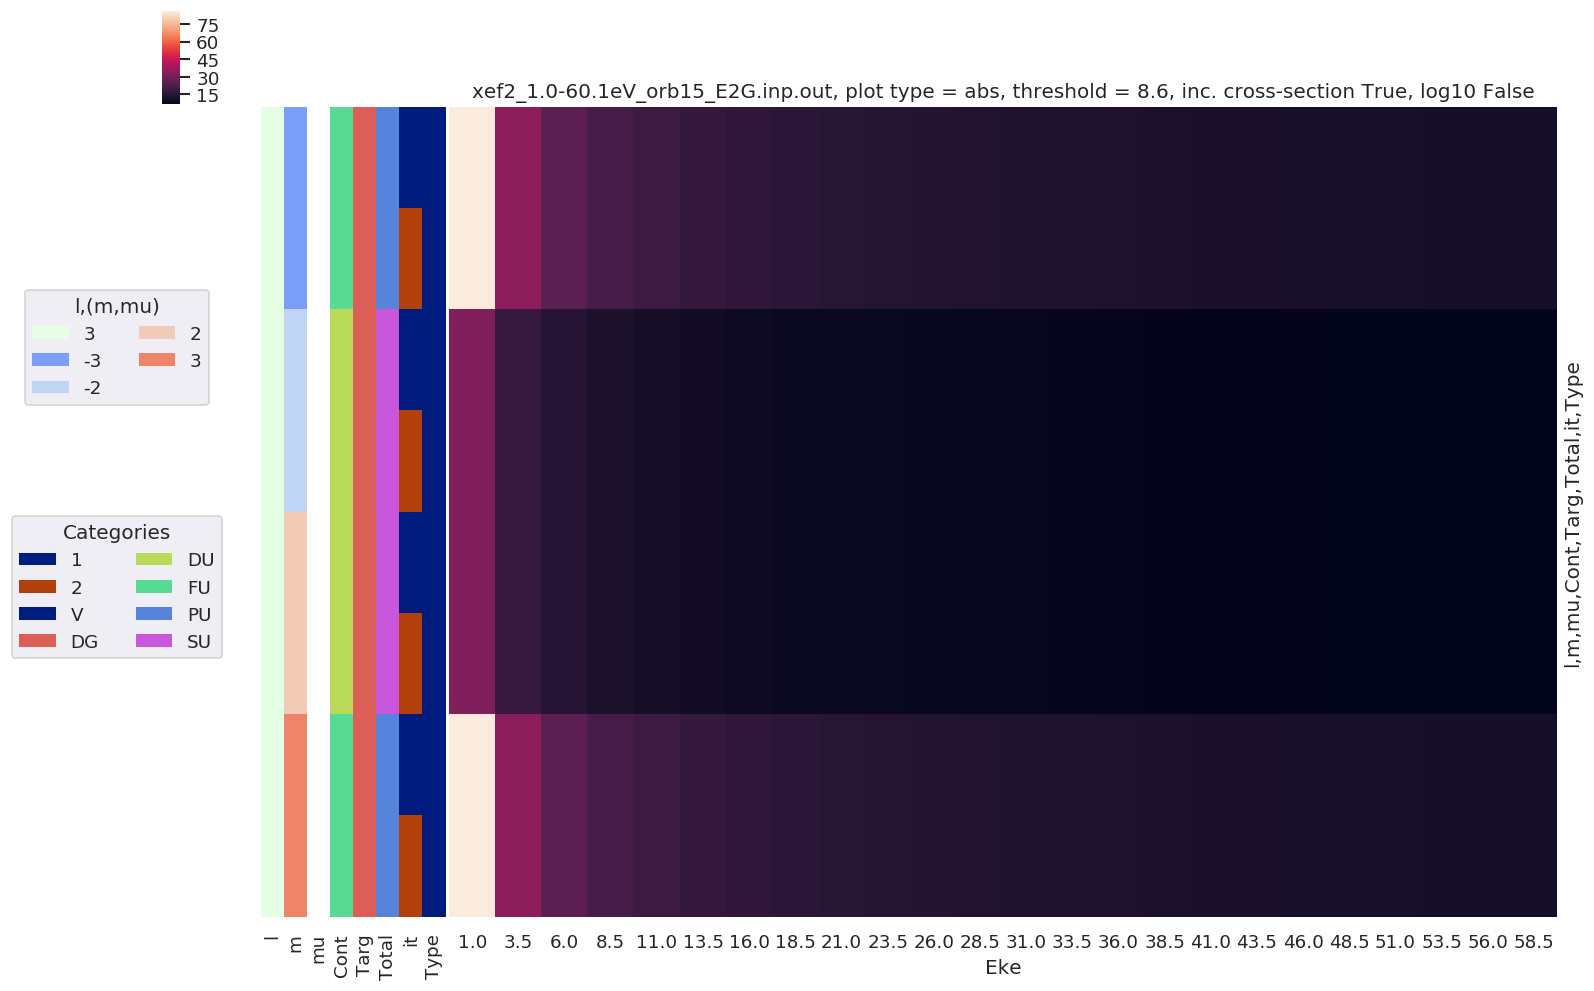 75
60
45
30
15
xef2_1.0-60.1eV_orb15_E2G.inp.out, plot type = abs, threshold = 8.6, inc. cross-section True, log10 False
l,(m,mu)
3 2
-3 3
-2
Categories
1 DU
2 FU
V PU
DG SU
l,m,mu,Cont,Targ,Total,it,Type
l m mu Cont Targ Total it Type
1.0 3.5 6.0 8.5 11.0 13.5 16.0 18.5 21.0 23.5 26.0 28.5 31.0 33.5 36.0 38.5 41.0 43.5 46.0 48.5 51.0 53.5 56.0 58.5
Eke